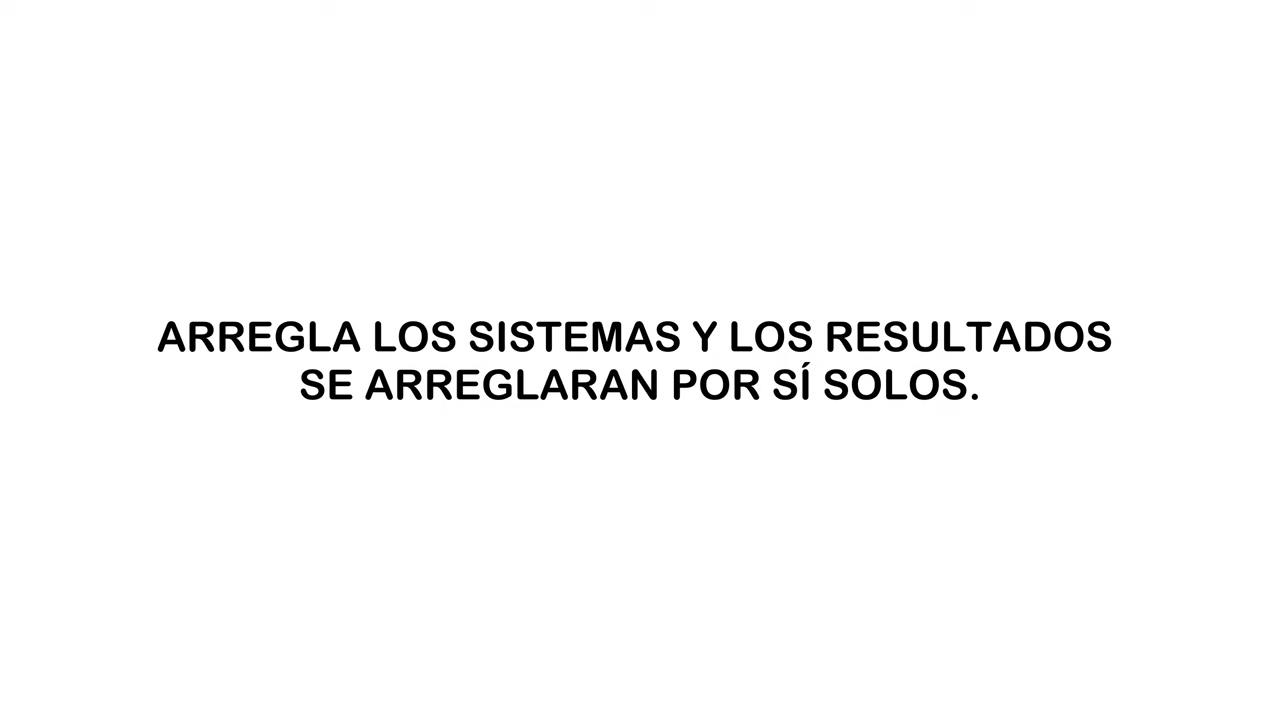 ARREGLA LOS SISTEMAS Y LOS RESULTADOS
SE ARREGLARAN POR SÍ SOLOS.